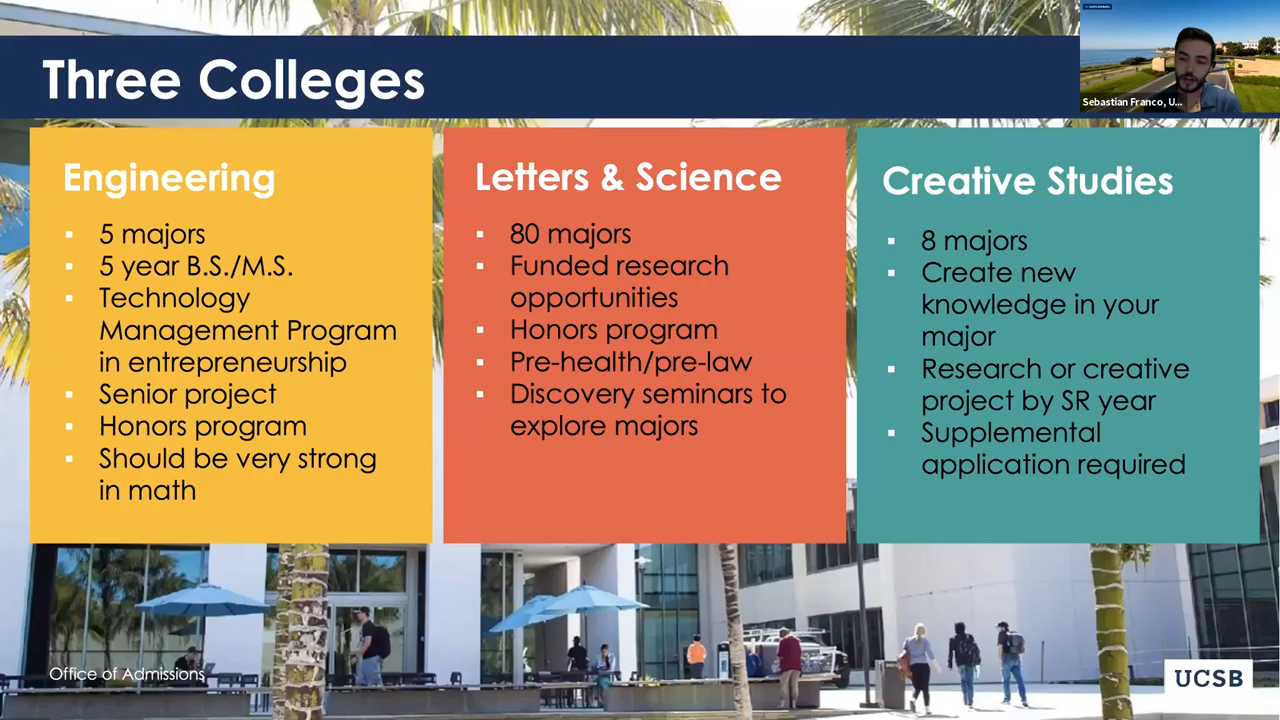 Three Colleges
Sebastian Franco, U...
Engineering
▪ 5 majors
▪ 5 year B.S./M.S.
▪ Technology
Management Program
in entrepreneurship
▪ Senior project
▪ Honors program
▪ Should be very strong
in math
Letters & Science
▪ 80 majors
▪ Funded research
opportunities
▪ Honors program
▪ Pre-health/pre-law
▪ Discovery seminars to
explore majors
Creative Studies
▪ 8 majors
▪ Create new
knowledge in your
major
▪ Research or creative
project by SR year
▪ Supplemental
application required
Office of Admissions
UCSB